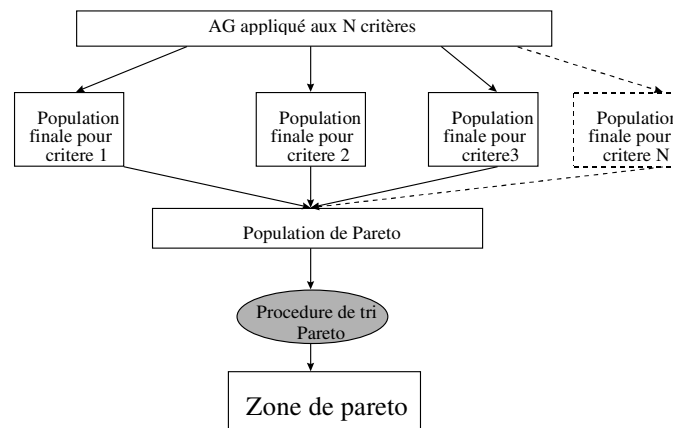 AG appliqué aux N critères
Population
finale pour
critere 1
Population
finale pour
critere 2
Population
finale pour
critere3
Population
finale pour
critere N
Population de Pareto
Procedure de tri
Pareto
Zone de pareto